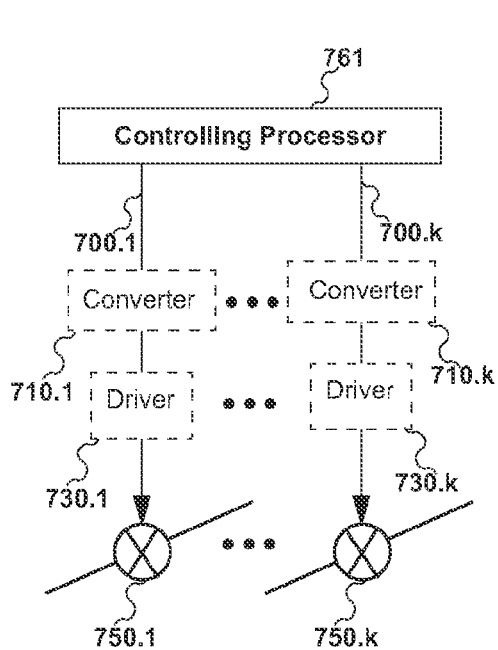 761
Controlling Processor
700.1
700.k
Converter
Converter
710.1
710.k
Driver
Driver
730.1
730.k
750.1
750.k